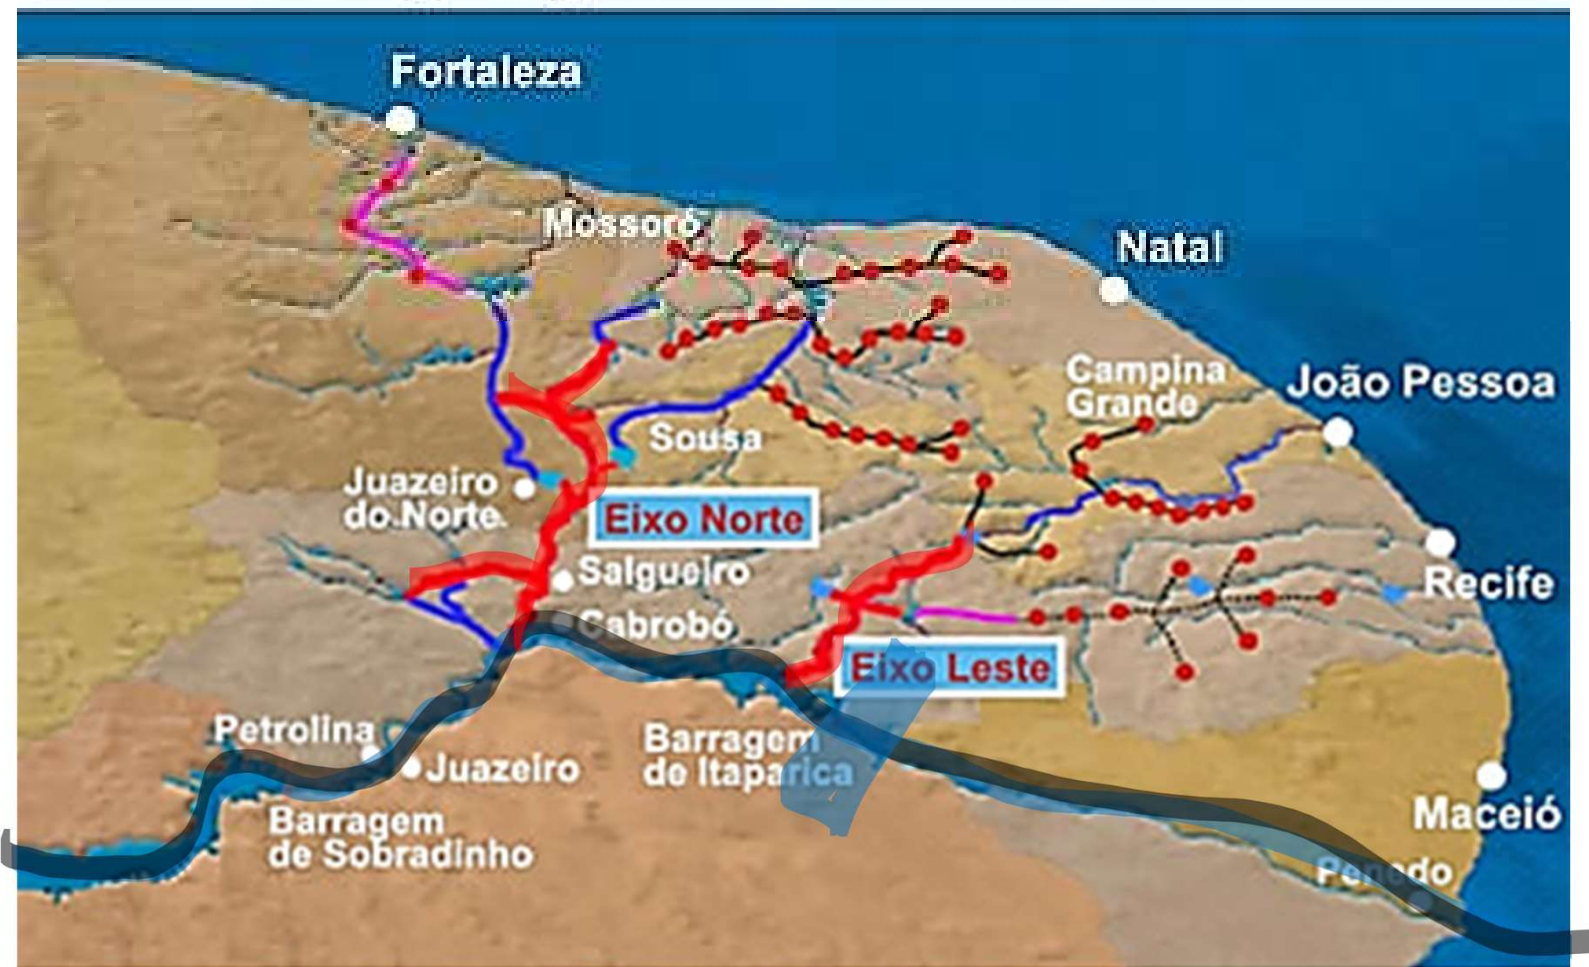 Fortaleza
Mossoró
Natal
Campina
Grande
João Pessoa
Sousa
Juazeiro
do Norte
Eixo Norte
Salgueiro
Recife
Cabrobó
Eixo Leste
Petrolina
Barragem
de Itaparica
Juazeiro
Maceió
Barragem
de Sobradinho
Penedo